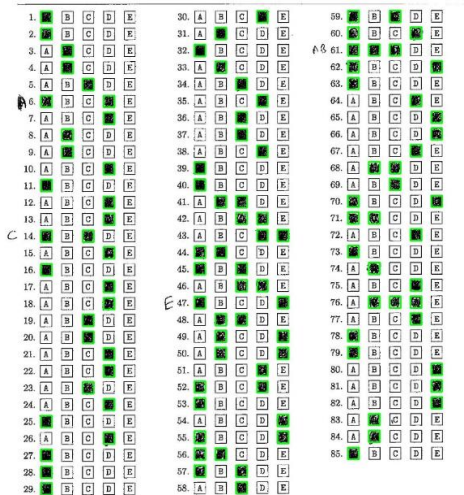 1. B C D E
2. B C D E
3. A C D E
4. A C D E
5. A B D E
A 6. B C E
7. A B C E
8. A C D E
9. A C D E
10. A B C E
11. B C D E
12. A B C E
13. A B C E
C 14. B D E
15. A B C E
16. B C D E
17. A B C E
18. A B C E
19. A B D E
20. A B D E
21. A B C E
22. A B C E
23. A B D E
24. A B C E
25. B C D E
26. A B C E
27. B C D E
28. B C D E
29. B C D E
30. B C D E
31. A C D E
32. B C D E
33. A C D E
34. A B D E
35. A B C E
36. A B D E
37. A B D E
38. A B C E
39. B C D E
40. B C D E
41. A D E
42. A B E
43. A B C
44. C D E
45. B D E
46. A B E
E 47. B C D
48. A D E
49. A B D
50. A C D
51. A B C E
52. B C E
53. B C D E
54. A C D
55. B C D
56. C D E
57. B D E
58. A B D E
59. B D E
60. B C E
AB 61. D E
62. B C D
63. B C D E
64. A B C E
65. A B C D
66. A B C D
67. A B C E
68. A D E
69. A B D E
70. B C D
71. C D E
72. A B C E
73. B C D E
74. A C D E
75. A B C E
76. A E
77. A B C E
78. B C D E
79. B C D E
80. A B C D
81. A B C D
82. A B C D
83. A C D E
84. A C D E
85. B C D E